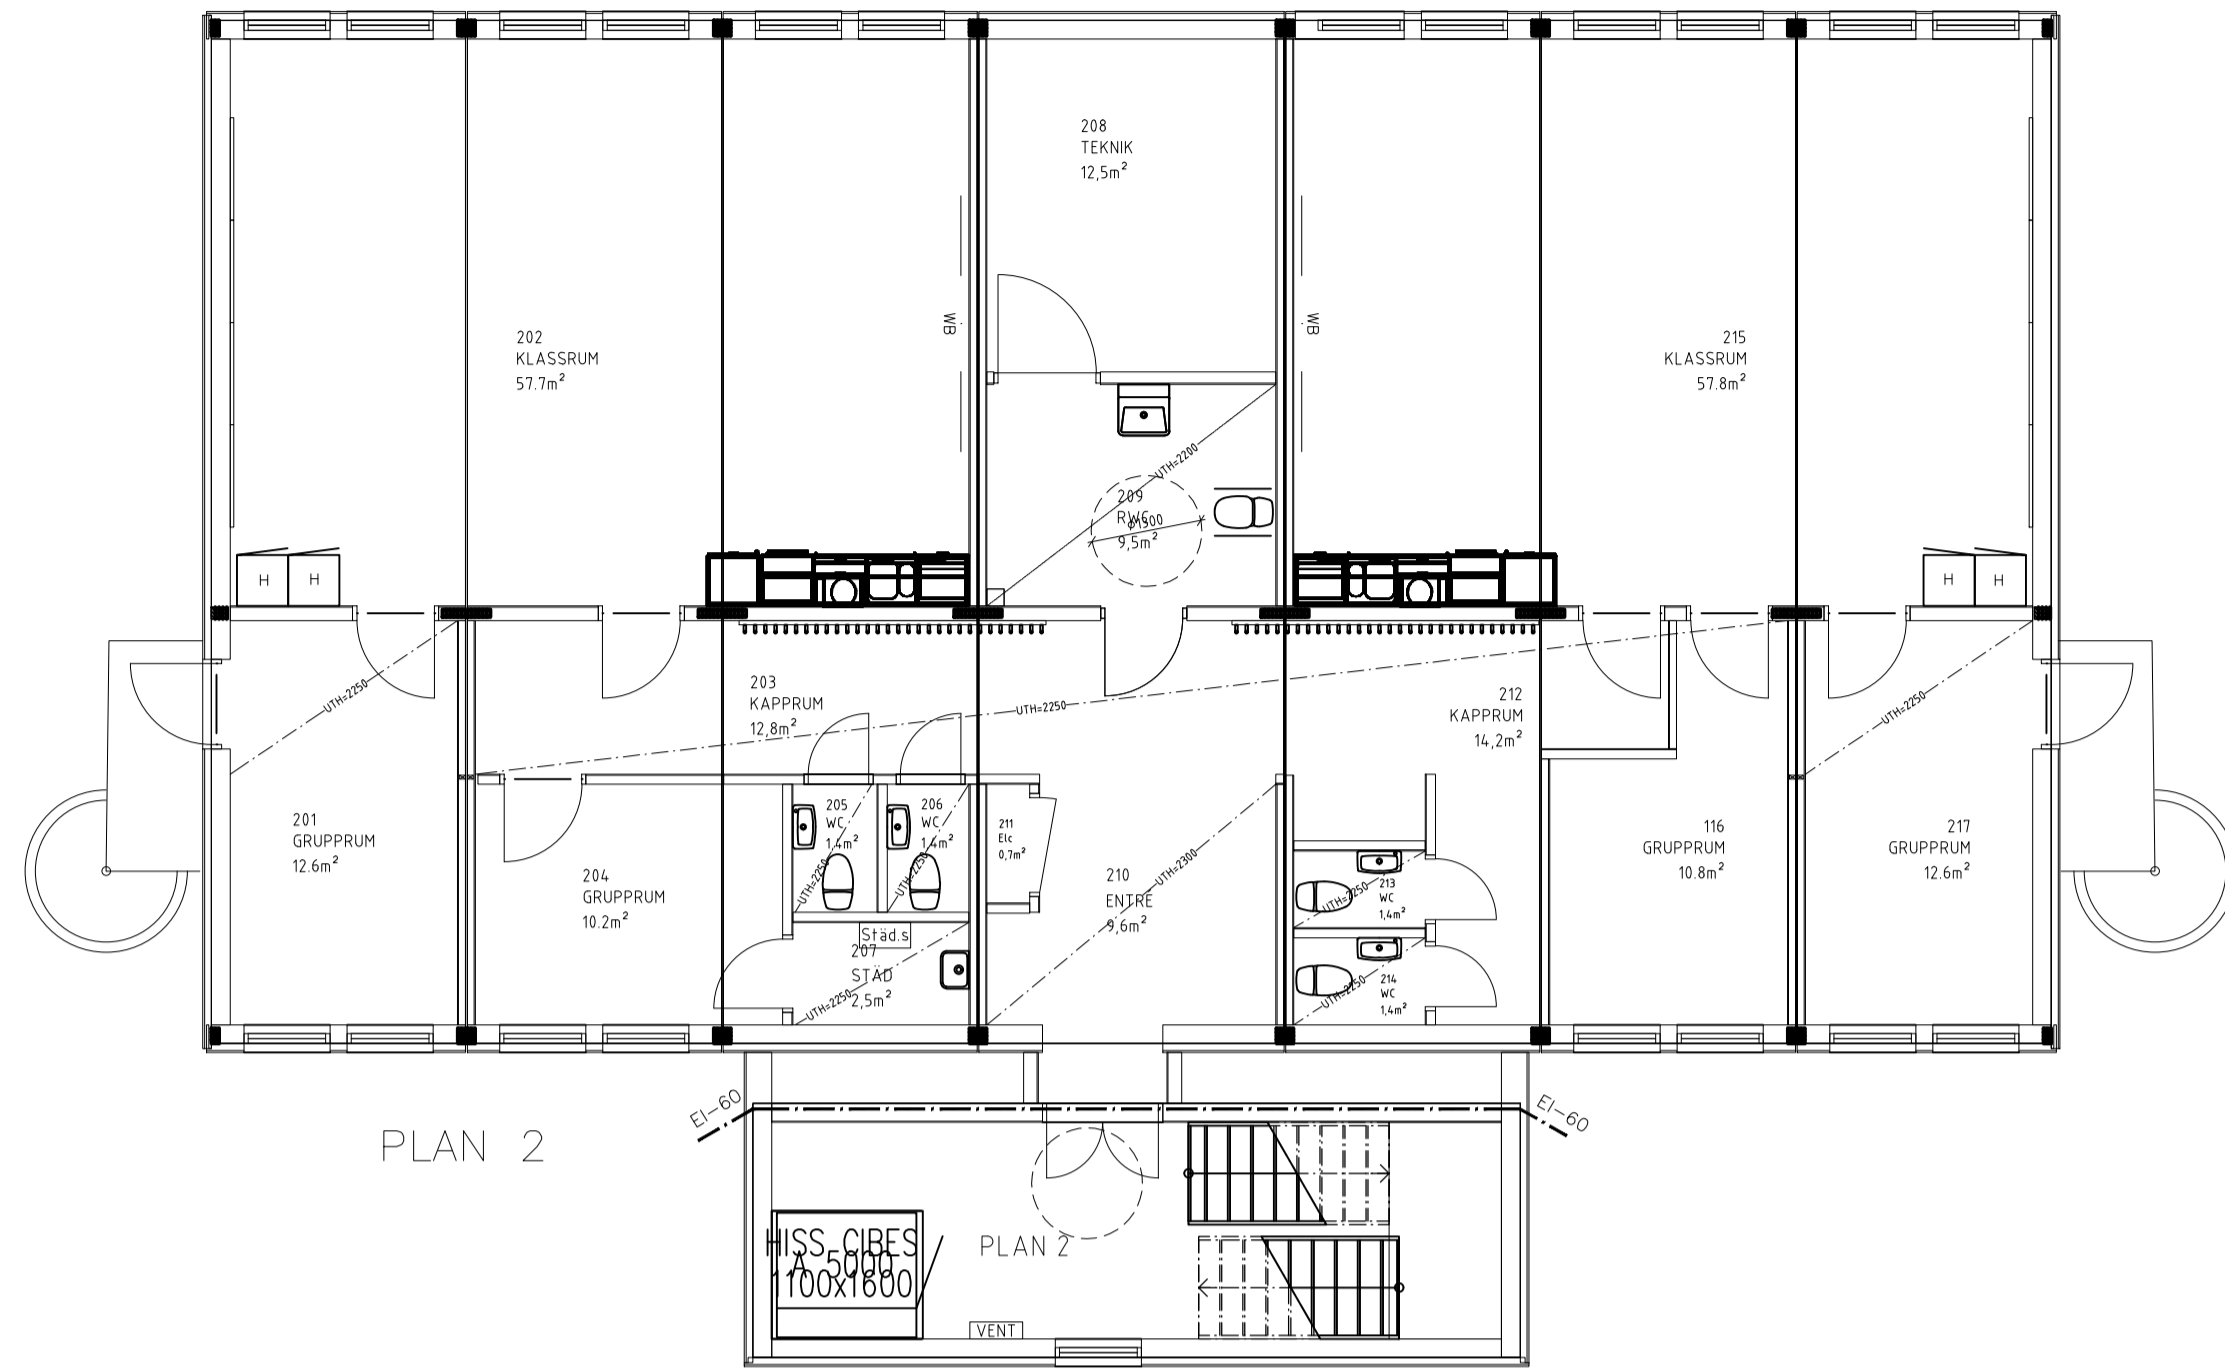 208
TEKNIK
12,5m²
WB
WB
202
KLASSRUM
57.7m²
215
KLASSRUM
57.8m²
UTH=2200
209
RWC
ø1500
9,5m²
H
H
H
H
UTH=2250
203
KAPPRUM
12,8m²
UTH=2250
212
KAPPRUM
14,2m²
UTH=2250
201
GRUPPRUM
12.6m²
204
GRUPPRUM
10.2m²
205
WC
1,4m²
UTH=2250
206
WC
1,4m²
UTH=2250
211
Elc
0,7m²
210
ENTRÉ
9,6m²
UTH=2300
213
WC
1,4m²
UTH=2250
116
GRUPPRUM
10.8m²
217
GRUPPRUM
12.6m²
Städ.s
207
STÄD
2,5m²
UTH=2250
214
WC
1,4m²
UTH=2250
EI-60
EI-60
PLAN 2
HISS CIBES
A 5000
1100x1600
PLAN 2
VENT